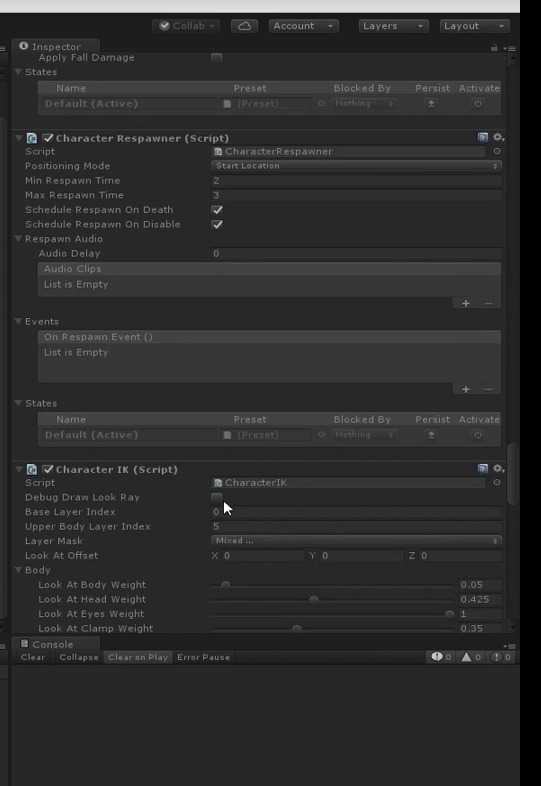 Collab Account Layers Layout
Inspector
Apply Fall Damage
States
Name Preset Blocked By Persist Activate
Default (Active) (Preset) Nothing
Character Respawner (Script)
Script CharacterRespawner
Positioning Mode Start Location
Min Respawn Time 2
Max Respawn Time 3
Schedule Respawn On Death
Schedule Respawn On Disable
Respawn Audio
Audio Delay 0
Audio Clips
List is Empty
+ −
Events
On Respawn Event ()
List is Empty
+ −
States
Name Preset Blocked By Persist Activate
Default (Active) (Preset) Nothing
Character IK (Script)
Script CharacterIK
Debug Draw Look Ray
Base Layer Index 0
Upper Body Layer Index 5
Layer Mask Mixed ...
Look At Offset X 0 Y 0 Z 0
Body
Look At Body Weight 0.05
Look At Head Weight 0.425
Look At Eyes Weight 1
Look At Clamp Weight 0.35
Console
Clear Collapse Clear on Play Error Pause 0 0 0